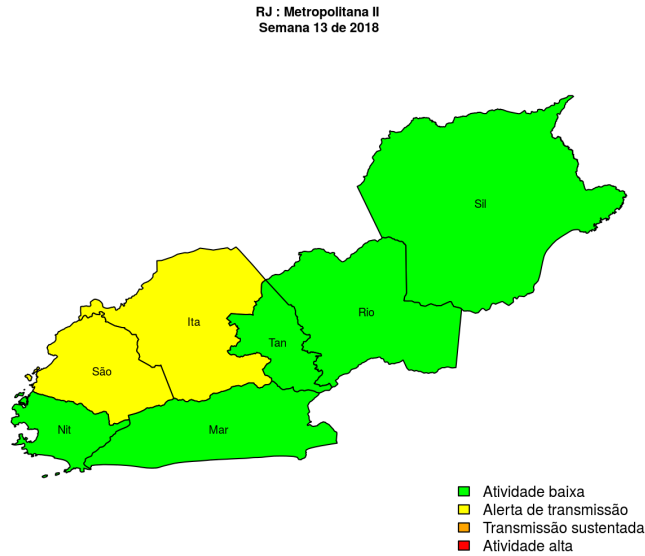 RJ : Metropolitana II
Semana 13 de 2018
Sil
Rio
Ita
Tan
São
Nit
Mar
Atividade baixa
Alerta de transmissão
Transmissão sustentada
Atividade alta